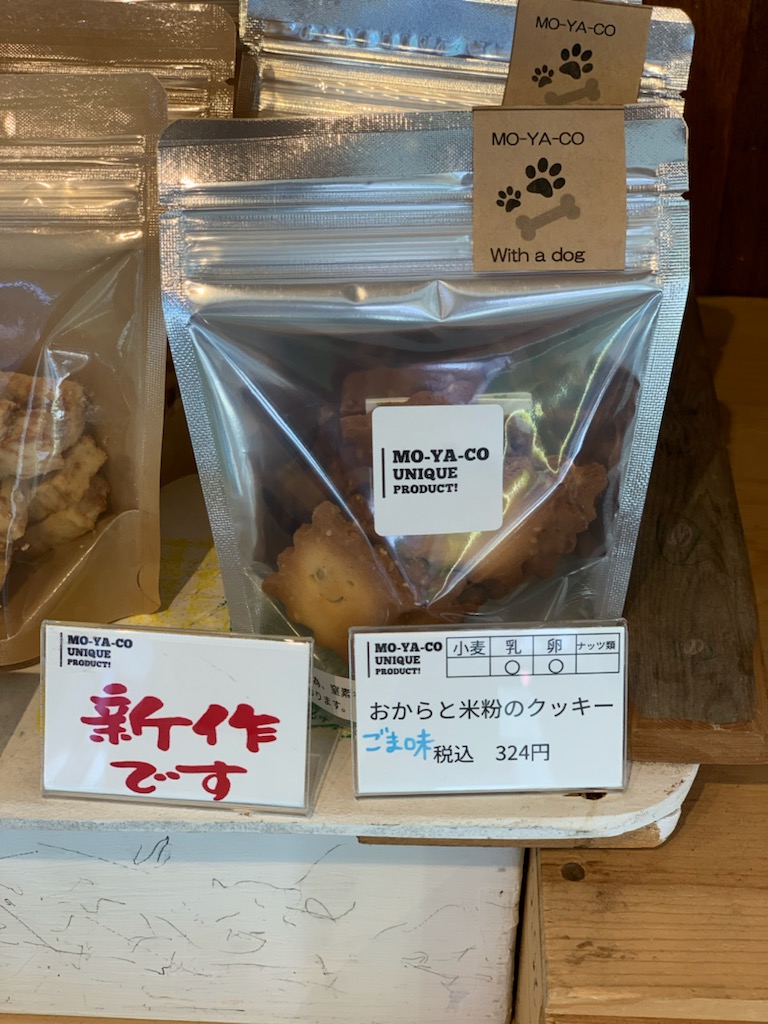 MO-YA-CO
MO-YA-CO
With a dog
MO-YA-CO
UNIQUE
PRODUCT!
MO-YA-CO
UNIQUE
PRODUCT!
新作
です
MO-YA-CO
UNIQUE
PRODUCT!
小麦 乳 卵 ナッツ類
○ ○
おからと米粉のクッキー
ごま味 税込 324円